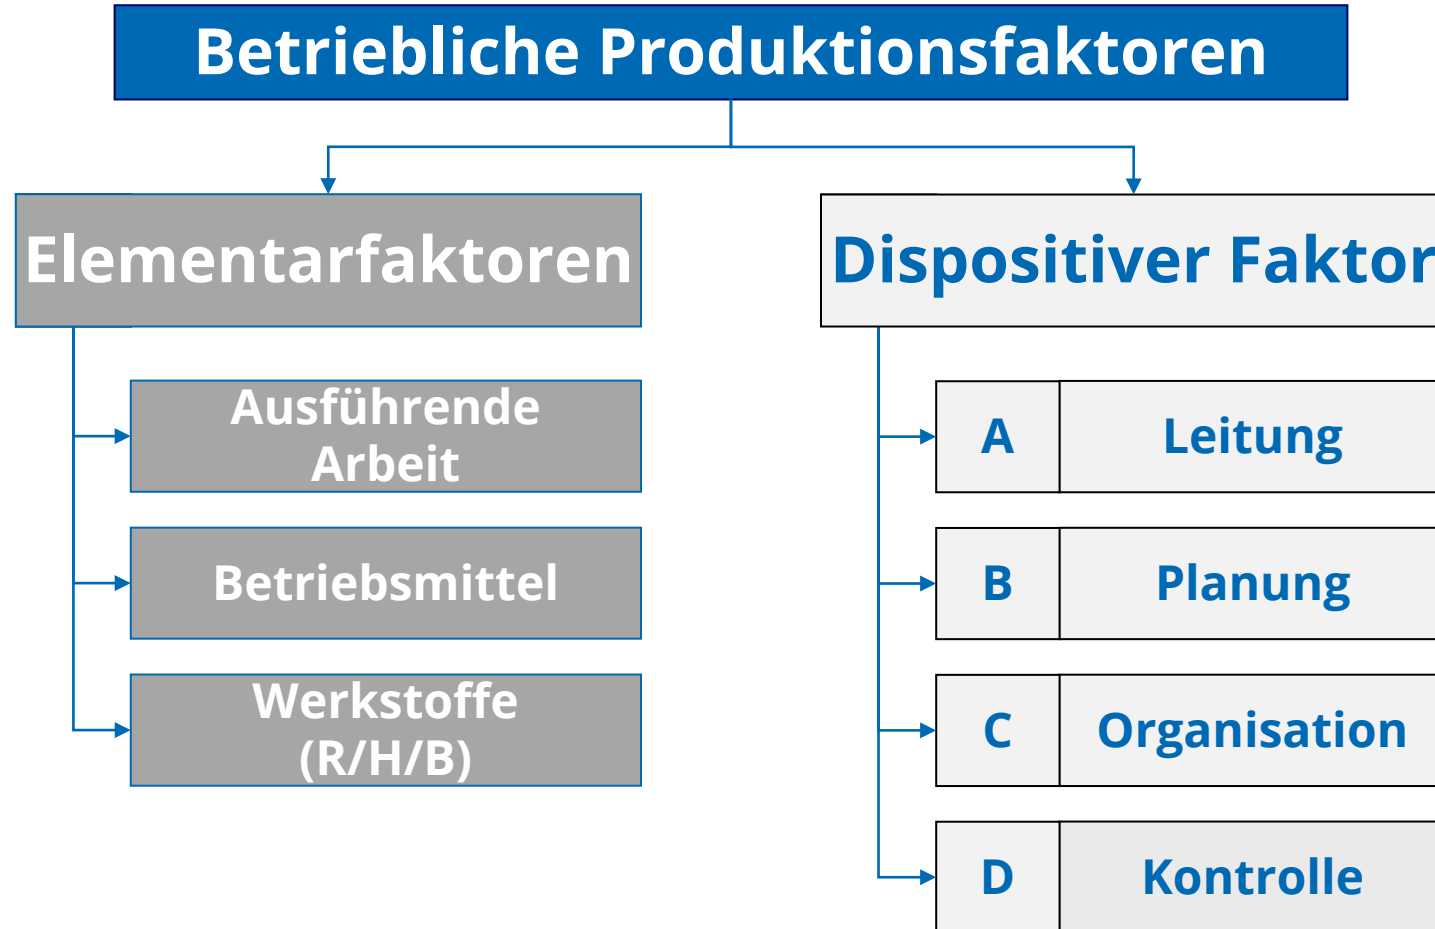 Betriebliche Produktionsfaktoren
Elementarfaktoren
Ausführende
Arbeit
Betriebsmittel
Werkstoffe
(R/H/B)
Dispositiver Faktor
A Leitung
B Planung
C Organisation
D Kontrolle